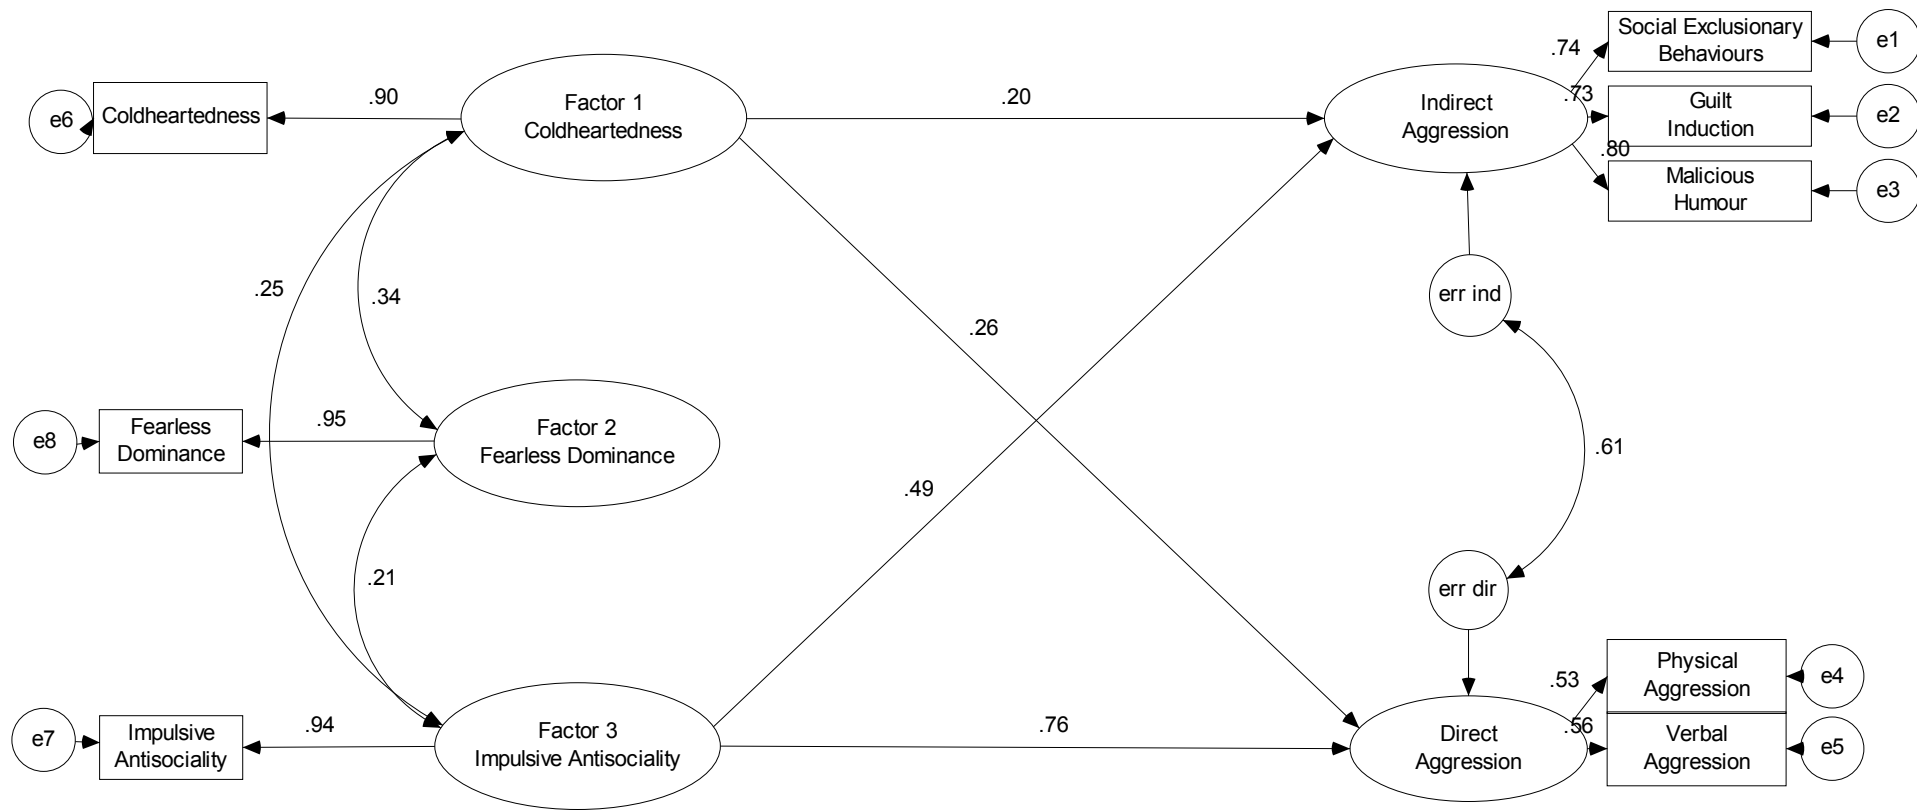 Social Exclusionary
Behaviours
e1
.74
Factor 1
Coldheartedness
Indirect
Aggression
.90
.20
.73
Guilt
Induction
e2
e6
Coldheartedness
.80
Malicious
Humour
e3
.25
.34
err ind
.26
e8
Fearless
Dominance
.95
Factor 2
Fearless Dominance
.61
.49
.21
err dir
.53
Physical
Aggression
e4
e7
Impulsive
Antisociality
.94
Factor 3
Impulsive Antisociality
.76
Direct
Aggression
.56
Verbal
Aggression
e5